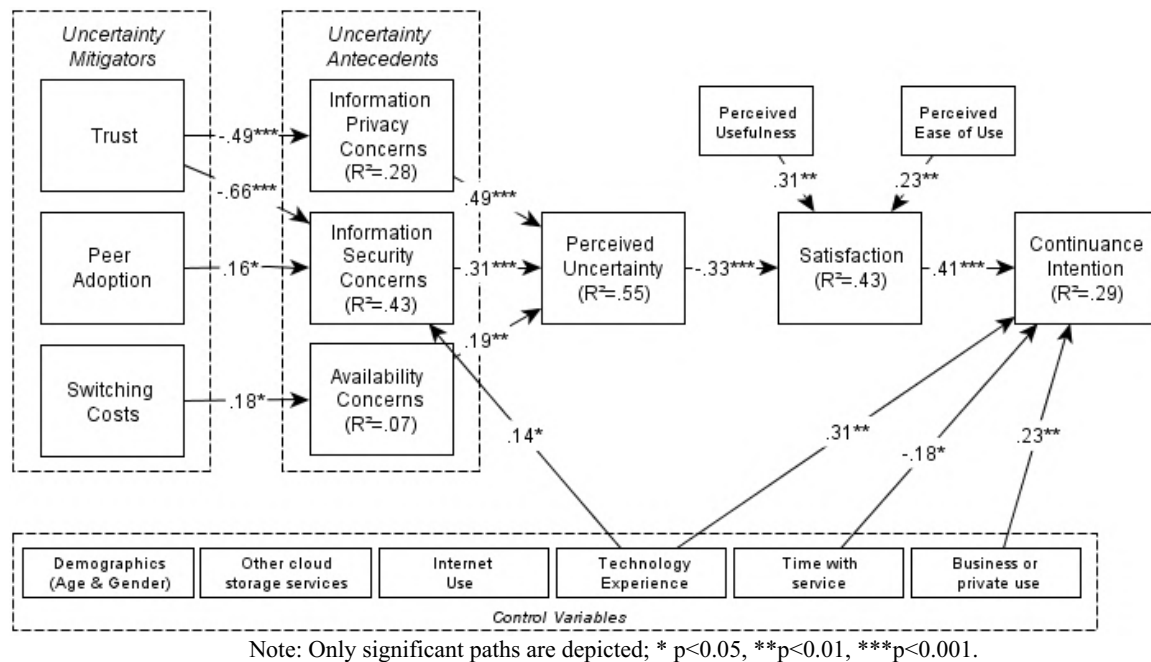 Uncertainty
Mitigators
Uncertainty
Antecedents
Trust
-.49***
Information
Privacy
Concerns
(R²=.28)
Perceived
Usefulness
Perceived
Ease of Use
-.66***
.49***
.31**
.23**
Peer
Adoption
.16*
Information
Security
Concerns
(R²=.43)
.31***
Perceived
Uncertainty
(R²=.55)
-.33***
Satisfaction
(R²=.43)
.41***
Continuance
Intention
(R²=.29)
.19**
Switching
Costs
.18*
Availability
Concerns
(R²=.07)
.14*
.31**
-.18*
.23**
Demographics
(Age & Gender)
Other cloud
storage services
Internet
Use
Technology
Experience
Time with
service
Business or
private use
Control Variables
Note: Only significant paths are depicted; * p<0.05, **p<0.01, ***p<0.001.